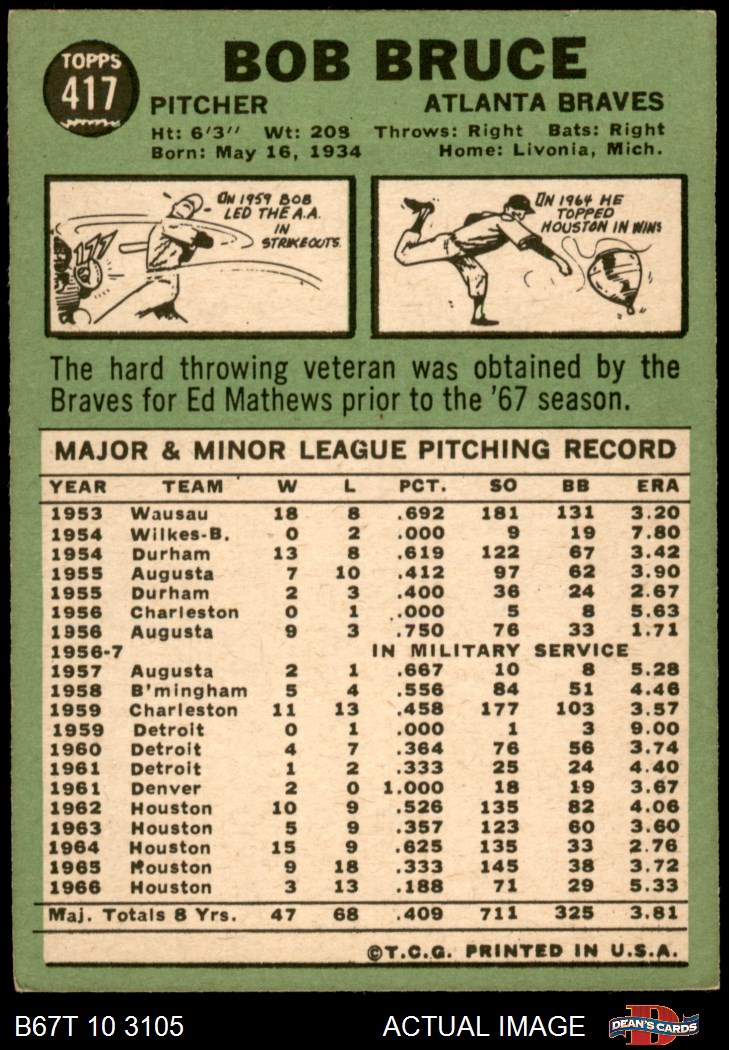 TOPPS
417
BOB BRUCE
PITCHER ATLANTA BRAVES
Ht: 6'3" Wt: 208 Throws: Right Bats: Right
Born: May 16, 1934 Home: Livonia, Mich.
ON 1959 BOB
LED THE A.A.
IN
STRIKEOUTS.
177
IN 1964 HE
TOPPED
HOUSTON IN WINS
The hard throwing veteran was obtained by the
Braves for Ed Mathews prior to the '67 season.
MAJOR & MINOR LEAGUE PITCHING RECORD
YEAR TEAM W L PCT. SO BB ERA
1953 Wausau 18 8 .692 181 131 3.20
1954 Wilkes-B. 0 2 .000 9 19 7.80
1954 Durham 13 8 .619 122 67 3.42
1955 Augusta 7 10 .412 97 62 3.90
1955 Durham 2 3 .400 36 24 2.67
1956 Charleston 0 1 .000 5 8 5.63
1956 Augusta 9 3 .750 76 33 1.71
1956-7 IN MILITARY SERVICE
1957 Augusta 2 1 .667 10 8 5.28
1958 B'mingham 5 4 .556 84 51 4.46
1959 Charleston 11 13 .458 177 103 3.57
1959 Detroit 0 1 .000 1 3 9.00
1960 Detroit 4 7 .364 76 56 3.74
1961 Detroit 1 2 .333 25 24 4.40
1961 Denver 2 0 1.000 18 19 3.67
1962 Houston 10 9 .526 135 82 4.06
1963 Houston 5 9 .357 123 60 3.60
1964 Houston 15 9 .625 135 33 2.76
1965 Houston 9 18 .333 145 38 3.72
1966 Houston 3 13 .188 71 29 5.33
Maj. Totals 8 Yrs. 47 68 .409 711 325 3.81
©T.C.G. PRINTED IN U.S.A.
B67T 10 3105 ACTUAL IMAGE
D
DEAN'S CARDS